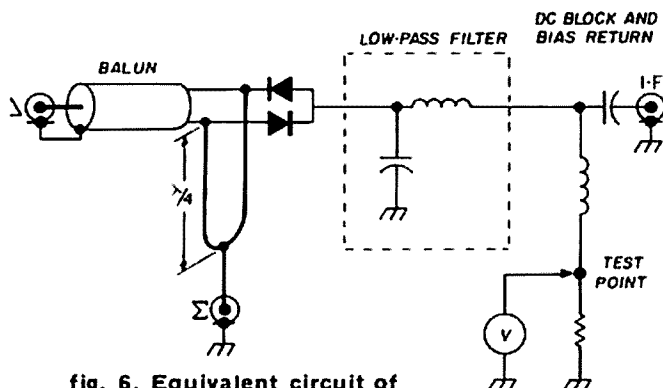 DC BLOCK AND
BIAS RETURN
LOW-PASS FILTER
BALUN
I-F
λ/4
TEST
POINT
Σ
V
fig. 6. Equivalent circuit of